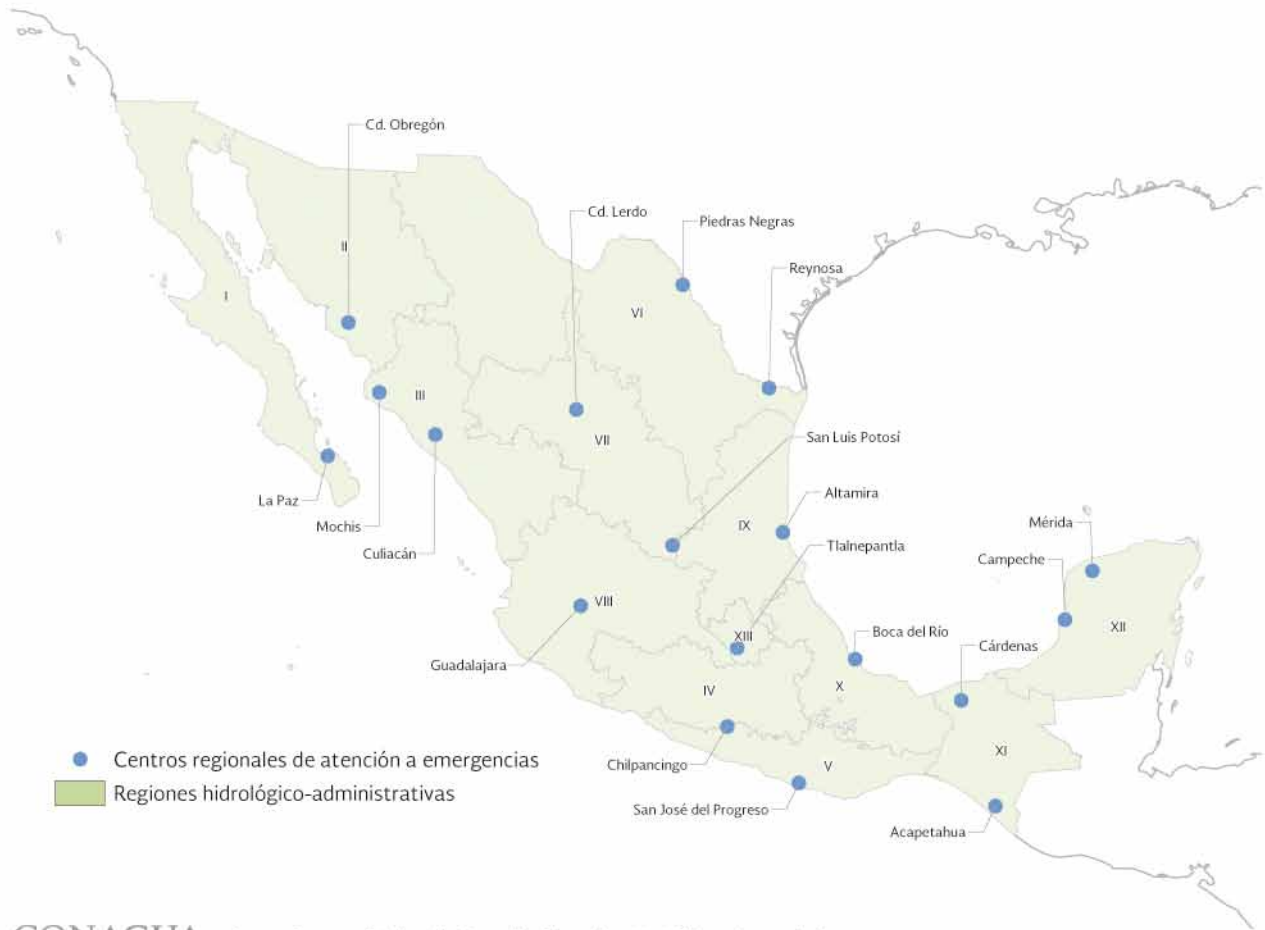 Cd. Obregón
Cd. Lerdo
Piedras Negras
Reynosa
II
I
VI
III
VII
San Luis Potosí
La Paz
Mochis
Culiacán
Altamira
IX
Tlalnepantla
Mérida
Campeche
VIII
XIII
Boca del Río
XII
Cárdenas
Guadalajara
IV
X
XI
Chilpancingo
V
San José del Progreso
Acapetahua
Centros regionales de atención a emergencias
Regiones hidrológico-administrativas